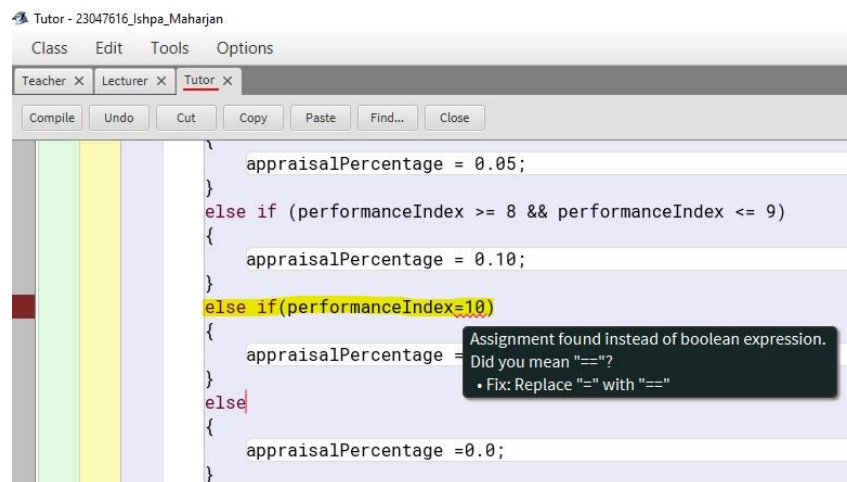 Tutor - 23047616_Ishpa_Maharjan
Class Edit Tools Options
Teacher X Lecturer X Tutor X
Compile Undo Cut Copy Paste Find... Close
appraisalPercentage = 0.05;
}
else if (performanceIndex >= 8 && performanceIndex <= 9)
{
appraisalPercentage = 0.10;
}
else if(performanceIndex=10)
{
Assignment found instead of boolean expression.
appraisalPercentage =
Did you mean "=="?
}
• Fix: Replace "=" with "=="
else
{
appraisalPercentage =0.0;
}